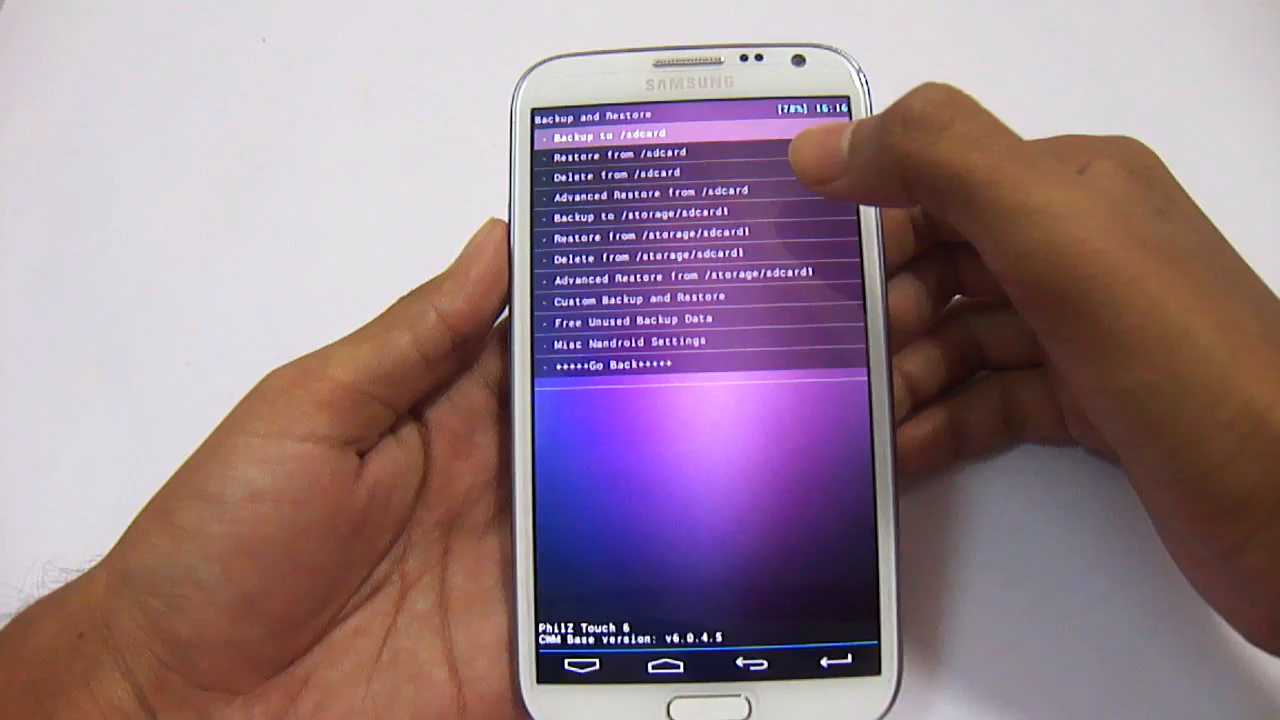 SAMSUNG
Backup and Restore [78%] 16:16
- Backup to /sdcard
- Restore from /sdcard
- Delete from /sdcard
- Advanced Restore from /sdcard
- Backup to /storage/sdcard1
- Restore from /storage/sdcard1
- Delete from /storage/sdcard1
- Advanced Restore from /storage/sdcard1
- Custom Backup and Restore
- Free Unused Backup Data
- Misc Nandroid Settings
- +++++Go Back+++++
PhilZ Touch 6
CWM Base version: v6.0.4.5